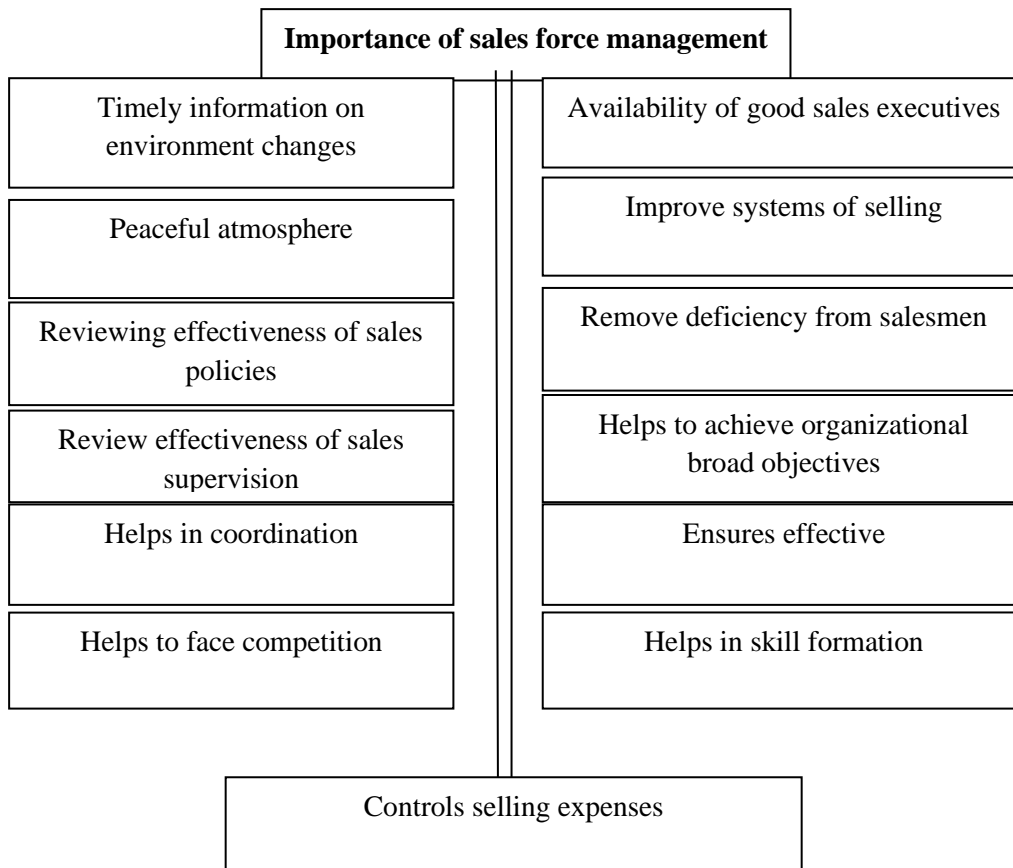 Importance of sales force management
Timely information on
environment changes
Peaceful atmosphere
Reviewing effectiveness of sales
policies
Review effectiveness of sales
supervision
Helps in coordination
Helps to face competition
Availability of good sales executives
Improve systems of selling
Remove deficiency from salesmen
Helps to achieve organizational
broad objectives
Ensures effective
Helps in skill formation
Controls selling expenses